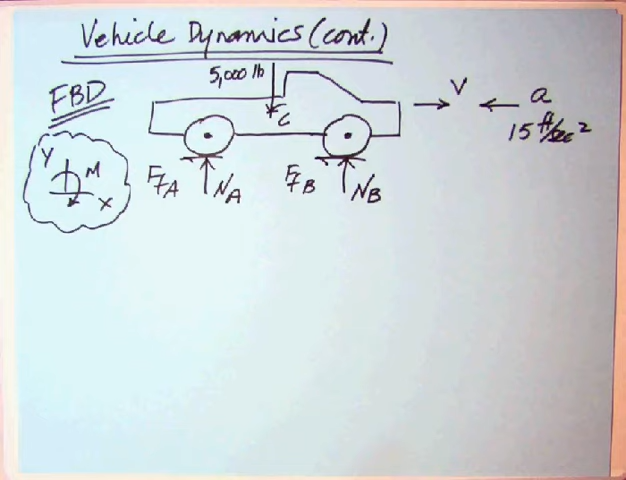 Vehicle Dynamics (cont.)
5,000 lb
FBD
V
a
15 ft/sec²
C
Y
M
X
FfA
NA
FfB
NB